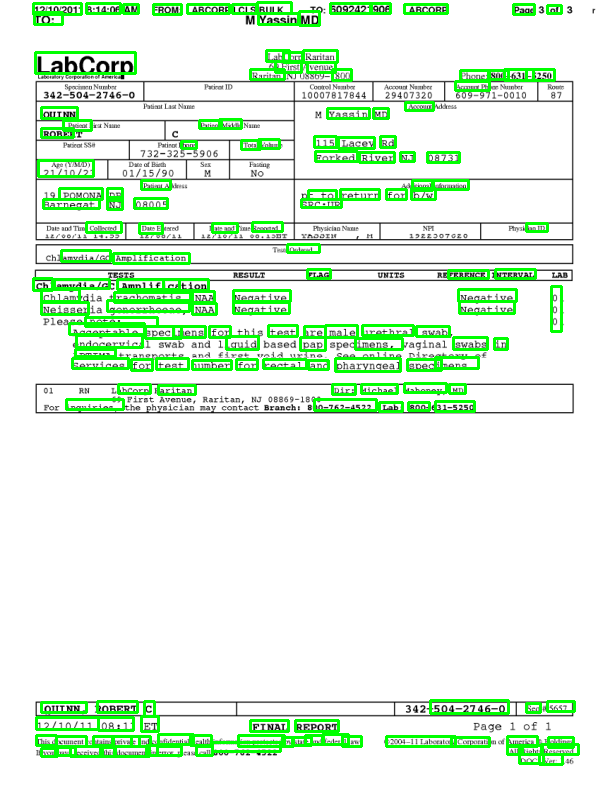 12/10/2011 8:14:06 AM FROM: ABCORP LCLS BULK TO: 6092421906 ABCORP Page 3 of 3
TO: M Yassin MD
LabCorp
Laboratory Corporation of America
LabCorp Raritan
69 First Avenue
Raritan, NJ 08869-1800
Phone: 800-631-5250
Specimen Number Patient ID Control Number Account Number Account Phone Number Route
342-504-2746-0 10007817844 29407320 609-971-0010 87
Patient Last Name Account Address
QUINN M Yassin MD
Patient First Name Patient Middle Name
ROBERT C 115 Lacey Rd
Patient SS# Patient Phone Total Volume
732-325-5906 Forked River NJ 08731
Age (Y/M/D) Date of Birth Sex Fasting
21/10/23 01/15/90 M No
Patient Address Additional Information
19 POMONA DR pt to return for b/w
Barnegat NJ 08005 SRC:UR
Date and Time Collected Date Entered Date and Time Reported Physician Name NPI Physician ID
12/08/11 14:55 12/08/11 12/10/11 08:13ET YASSIN , M
Tests Ordered
Chlamydia/GC Amplification
TESTS RESULT FLAG UNITS REFERENCE INTERVAL LAB
Chlamydia/GC Amplification
Chlamydia trachomatis, NAA Negative Negative 01
Neisseria gonorrhoeae, NAA Negative Negative 01
Please note: 01
Acceptable specimens for this test are male urethral swab,
endocervical swab and liquid based pap specimens, vaginal swabs in
APTIMA transports and first void urine. See online Directory of
Services for test number for rectal and pharyngeal specimens.
01 RN LabCorp Raritan Dir: Michael Mahoney, MD
69 First Avenue, Raritan, NJ 08869-1800
For inquiries, the physician may contact Branch: 800-762-4522 Lab: 800-631-5250
QUINN, ROBERT C 342-504-2746-0 Seq # 5657
12/10/11 08:13 ET FINAL REPORT Page 1 of 1
This document contains private and confidential health information protected by state and federal law. ©2004-11 Laboratory Corporation of America ® Holdings
If you have received this document in error, please call 800-762-4522 All Rights Reserved
DOC1 Ver: 1.46